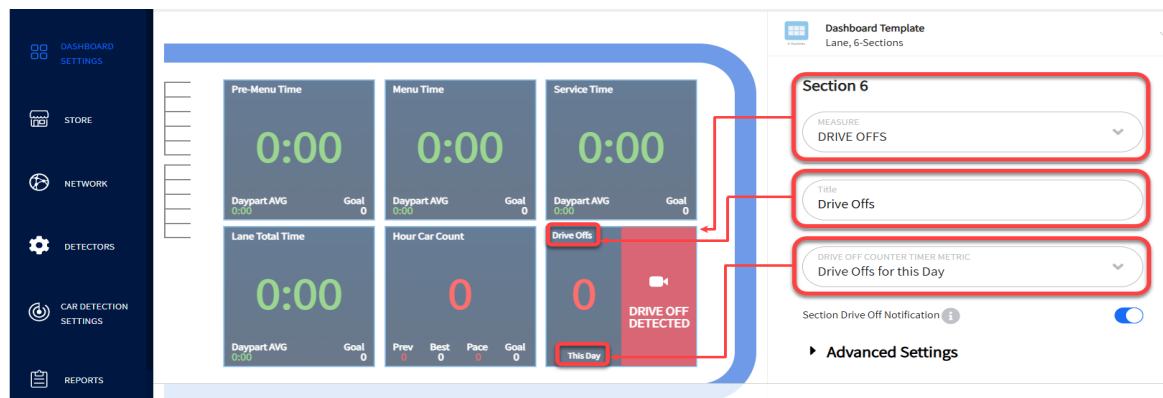 DASHBOARD
SETTINGS
STORE
NETWORK
DETECTORS
CAR DETECTION
SETTINGS
REPORTS
Pre-Menu Time
0:00
Daypart AVG Goal
0:00 0
Menu Time
0:00
Daypart AVG Goal
0:00 0
Service Time
0:00
Daypart AVG Goal
0:00 0
Lane Total Time
0:00
Daypart AVG Goal
0:00 0
Hour Car Count
0
Prev Best Pace Goal
0 0 0 0
Drive Offs
0
This Day
DRIVE OFF
DETECTED
Dashboard Template
Lane, 6-Sections
Section 6
MEASURE
DRIVE OFFS
Title
Drive Offs
DRIVE OFF COUNTER TIMER METRIC
Drive Offs for this Day
Section Drive Off Notification i
Advanced Settings